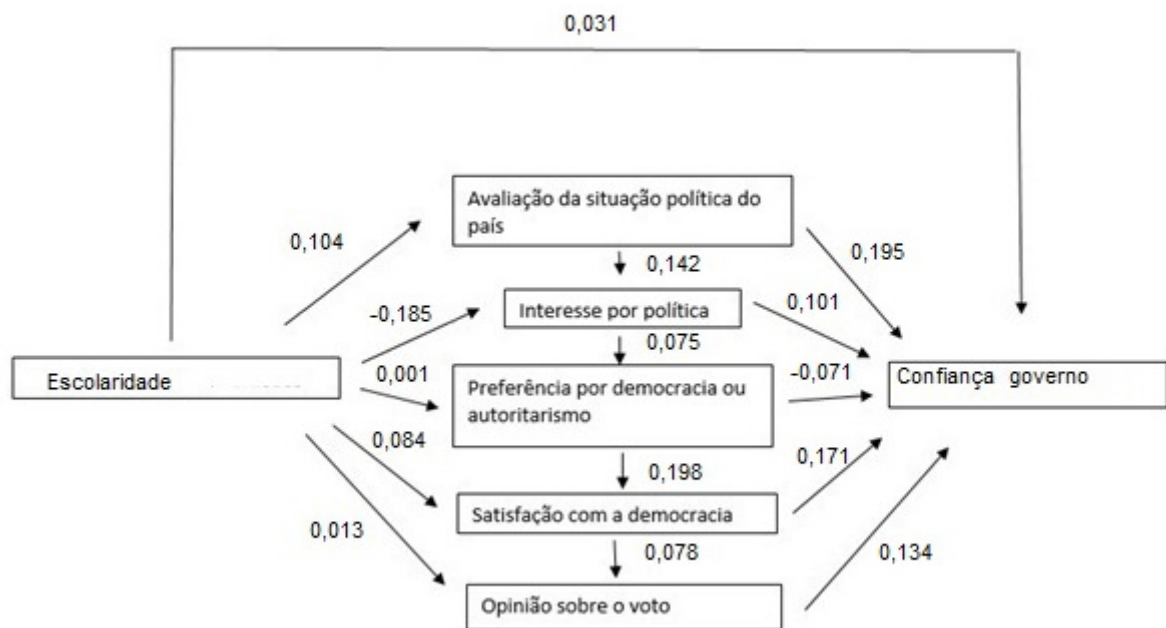 0,031
Avaliação da situação política do
país
0,104
0,195
0,142
-0,185
Interesse por política
0,101
0,075
Escolaridade
0,001
Preferência por democracia ou
autoritarismo
-0,071
Confiança governo
0,084
0,198
0,171
Satisfação com a democracia
0,013
0,078
0,134
Opinião sobre o voto